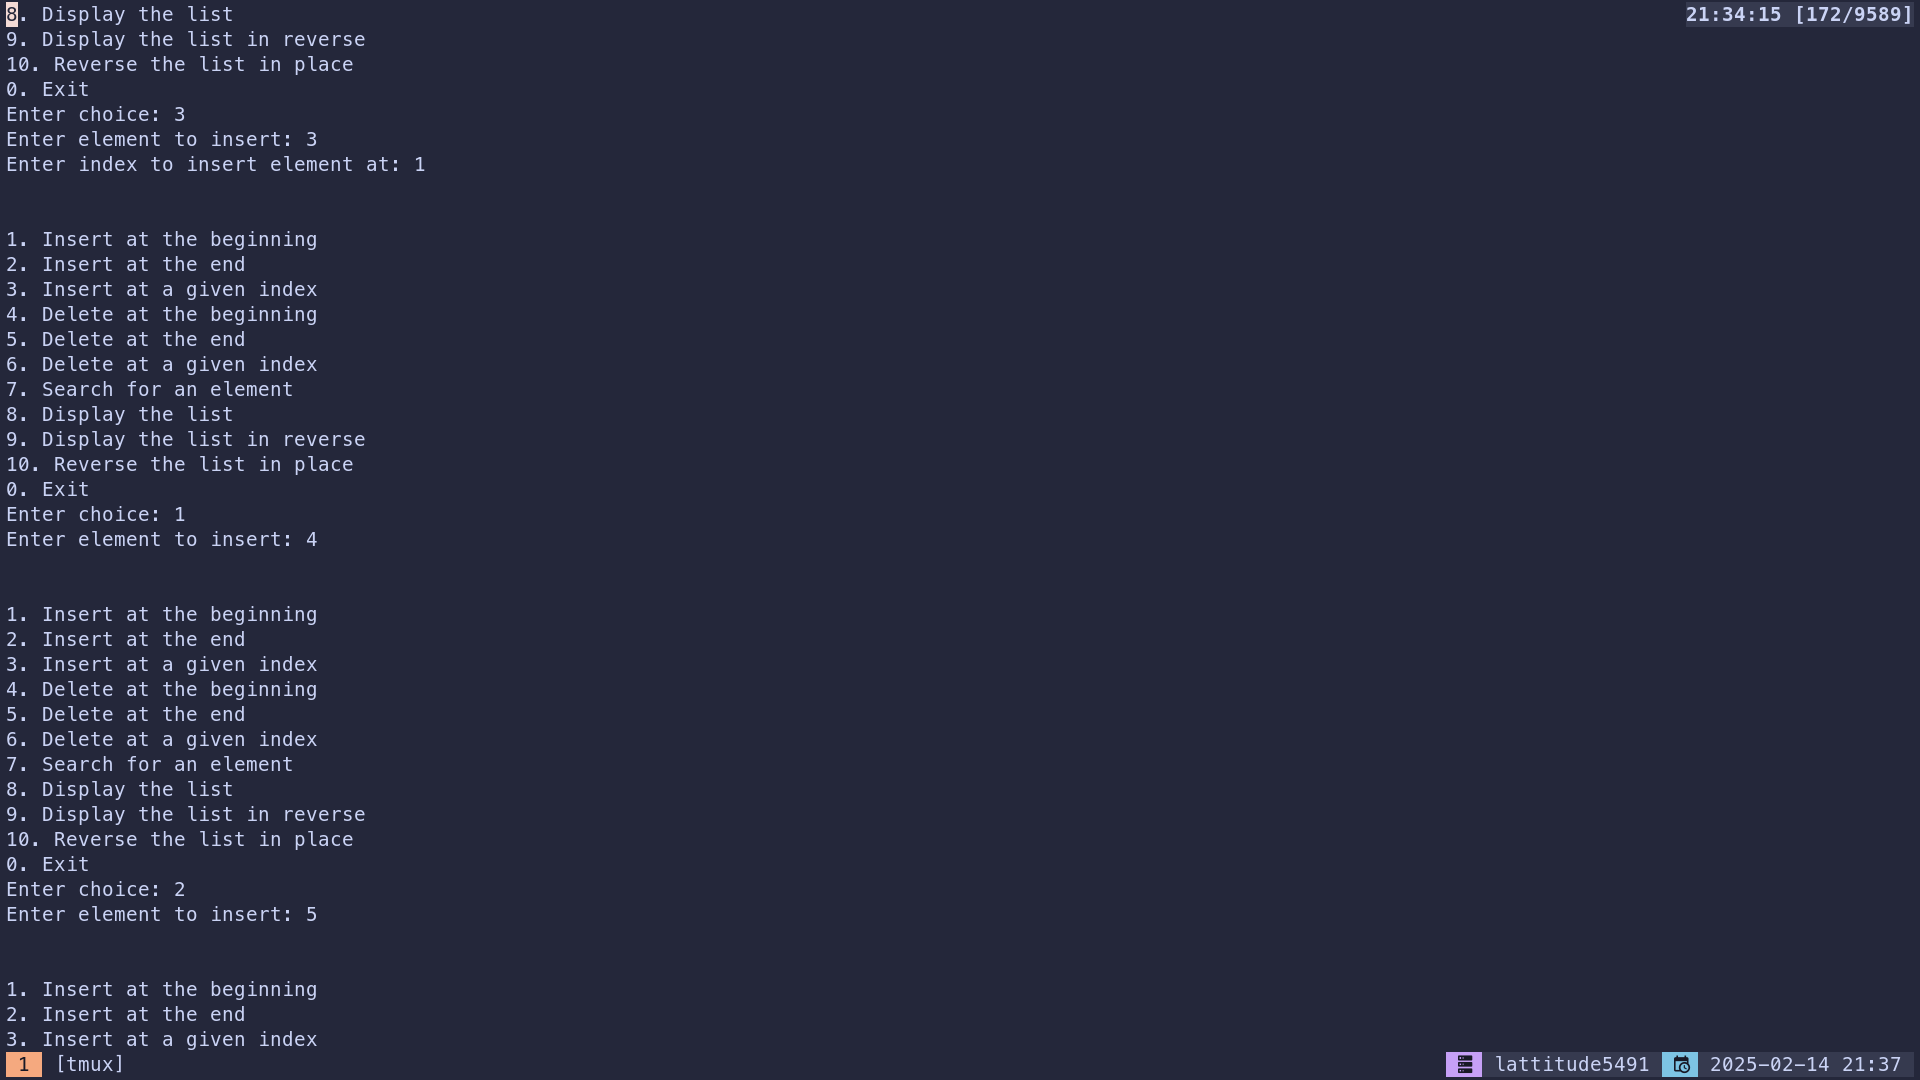 8. Display the list 21:34:15 [172/9589]
9. Display the list in reverse
10. Reverse the list in place
0. Exit
Enter choice: 3
Enter element to insert: 3
Enter index to insert element at: 1
1. Insert at the beginning
2. Insert at the end
3. Insert at a given index
4. Delete at the beginning
5. Delete at the end
6. Delete at a given index
7. Search for an element
8. Display the list
9. Display the list in reverse
10. Reverse the list in place
0. Exit
Enter choice: 1
Enter element to insert: 4
1. Insert at the beginning
2. Insert at the end
3. Insert at a given index
4. Delete at the beginning
5. Delete at the end
6. Delete at a given index
7. Search for an element
8. Display the list
9. Display the list in reverse
10. Reverse the list in place
0. Exit
Enter choice: 2
Enter element to insert: 5
1. Insert at the beginning
2. Insert at the end
3. Insert at a given index
1 [tmux] lattitude5491 2025-02-14 21:37